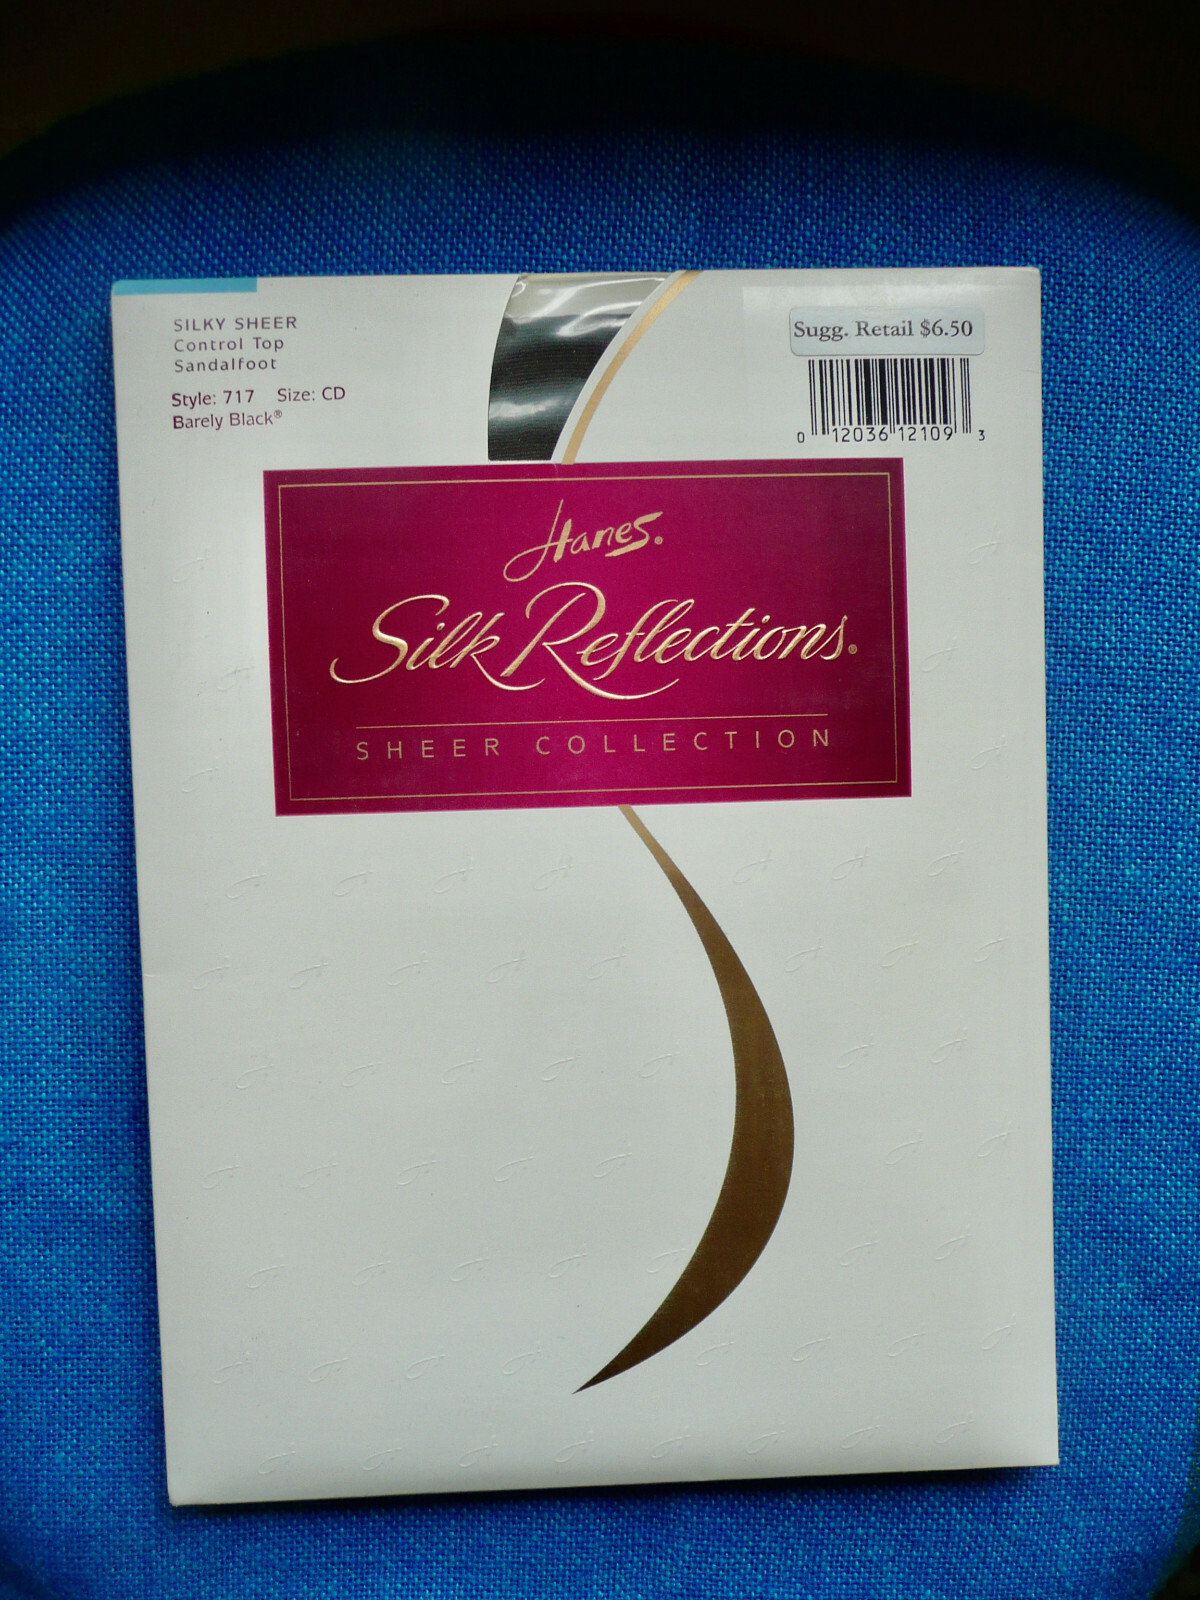 SILKY SHEER
Control Top
Sandalfoot
Style: 717 Size: CD
Barely Black®
Sugg. Retail $6.50
0 12036 12109 3
Hanes®
Silk Reflections®
SHEER COLLECTION